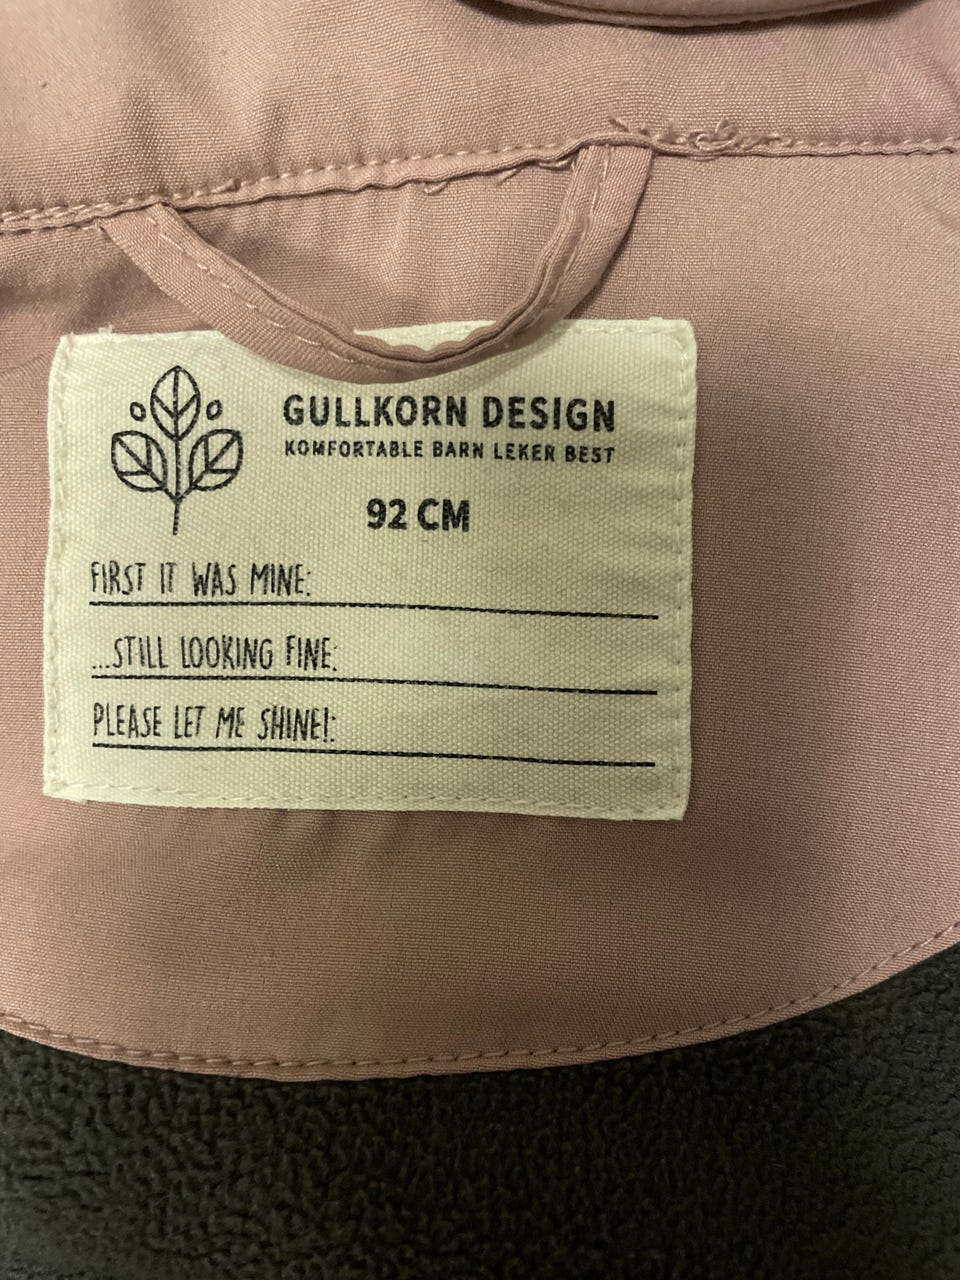 GULLKORN DESIGN
KOMFORTABLE BARN LEKER BEST
92 CM
FIRST IT WAS MINE:
...STILL LOOKING FINE:
PLEASE LET ME SHINE!: